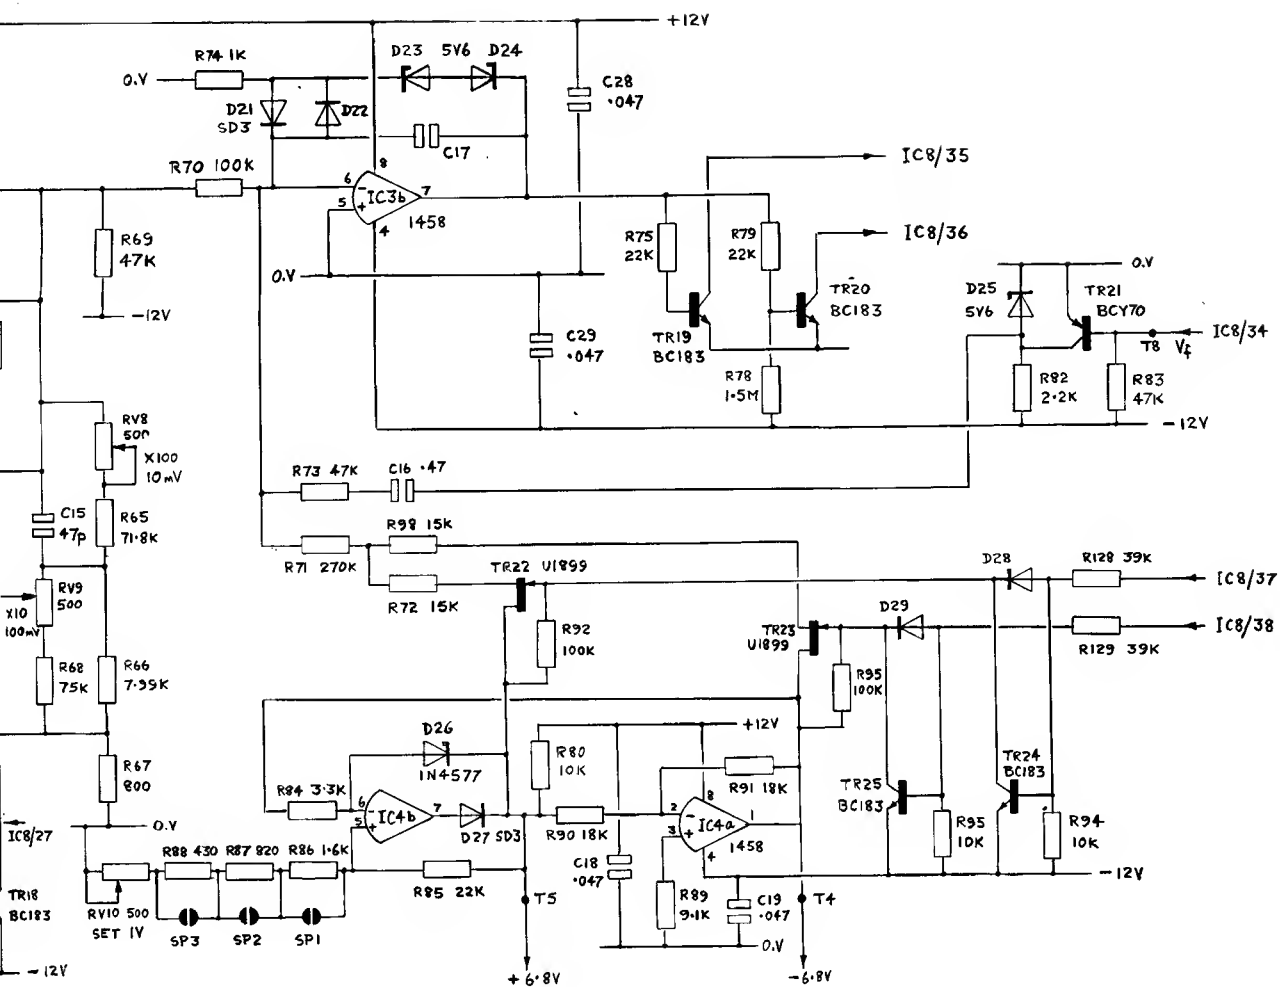 +12V
R74 1K
D23 5V6 D24
0.V
C28
.047
D21
SD3
D22
C17
R70 100K
IC8/35
8
6
-
IC3b
7
5
+
4
1458
R69
47K
-12V
R75
22K
R79
22K
IC8/36
0.V
0.V
D25
5V6
TR21
BCY70
TR20
BC183
TR19
BC183
C29
.047
IC8/34
T8
Vf
R78
1.5M
R82
2.2K
R83
47K
-12V
RV8
500
X100
10mV
R73 47K
C16 .47
C15
47p
R65
71.8K
R98 15K
R71 270K
TR22 U1899
D28
R128 39K
IC8/37
R72 15K
RV9
500
X10
100mV
D29
TR23
U1899
R129 39K
IC8/38
R92
100K
R68
75K
R66
7.99K
R95
100K
+12V
D26
1N4577
R80
10K
R67
800
R91 18K
TR25
BC183
TR24
BC183
R84 3.3K
6
-
IC4b
7
5
+
D27 SD3
R90 18K
8
2
-
IC4a
1
3
+
4
1458
R95
10K
R94
10K
0.V
IC8/27
R88 430
R87 820
R86 1.6K
R85 22K
C18
.047
-12V
TR18
BC183
RV10 500
SET 1V
SP3
SP2
SP1
T5
R89
9.1K
C19
.047
T4
0.V
-12V
+6.8V
-6.8V